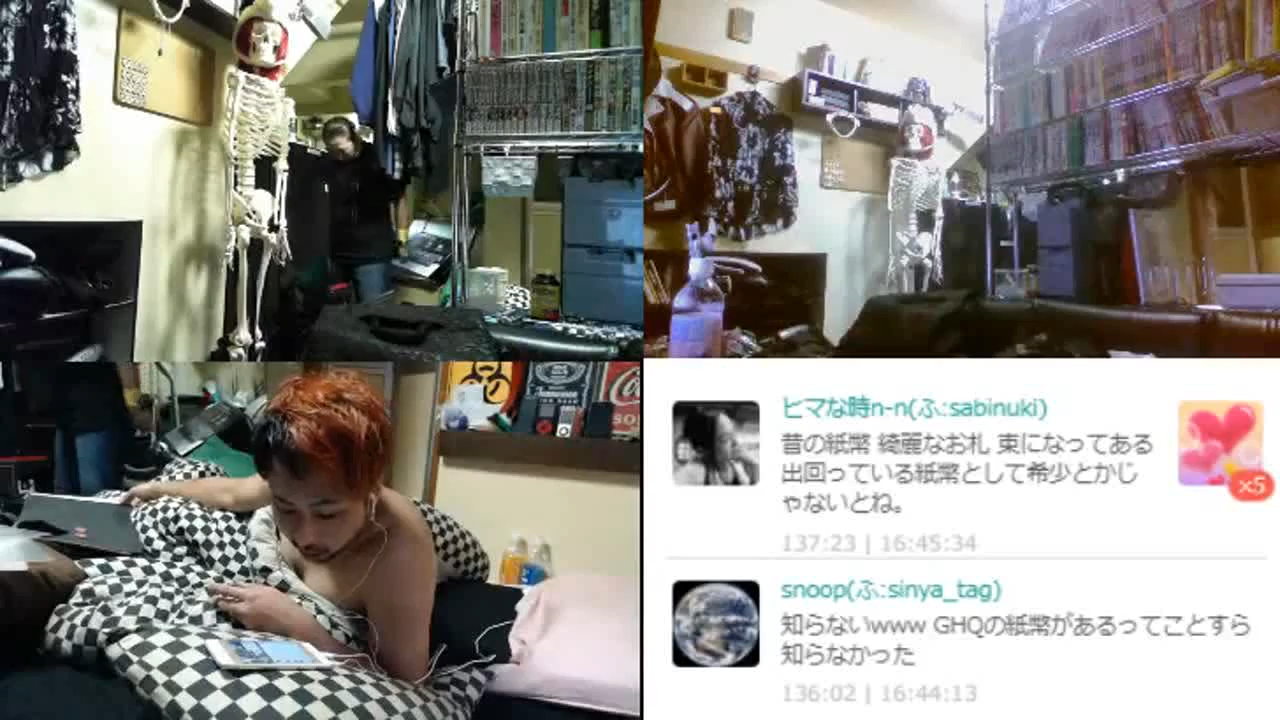 ヒマな時n-n(ふ:sabinuki)
昔の紙幣 綺麗なお札 束になってある
出回っている紙幣として希少とかじ
ゃないとね。
×5
137:23 | 16:45:34
snoop(ふ:sinya_tag)
知らないwww GHQの紙幣があるってことすら
知らなかった
136:02 | 16:44:13
Coca